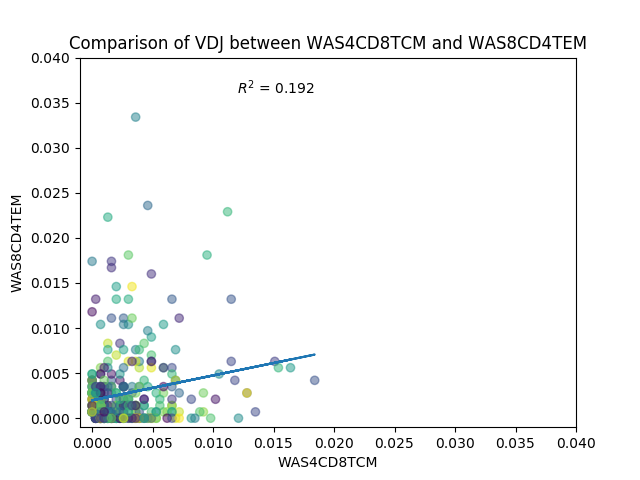 Comparison of VDJ between WAS4CD8TCM and WAS8CD4TEM
R² = 0.192
WAS8CD4TEM
0.040
0.035
0.030
0.025
0.020
0.015
0.010
0.005
0.000
0.000 0.005 0.010 0.015 0.020 0.025 0.030 0.035 0.040
WAS4CD8TCM